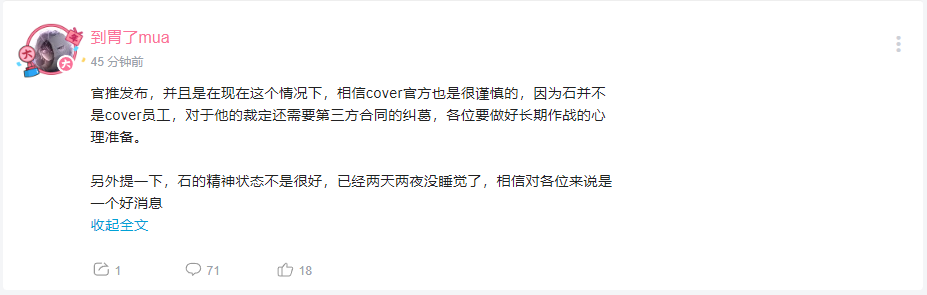 到胃了mua
45 分钟前
官推发布，并且是在现在这个情况下，相信cover官方也是很谨慎的，因为石并不
是cover员工，对于他的裁定还需要第三方合同的纠葛，各位要做好长期作战的心
理准备。
另外提一下，石的精神状态不是很好，已经两天两夜没睡觉了，相信对各位来说是
一个好消息
收起全文
1 71 18